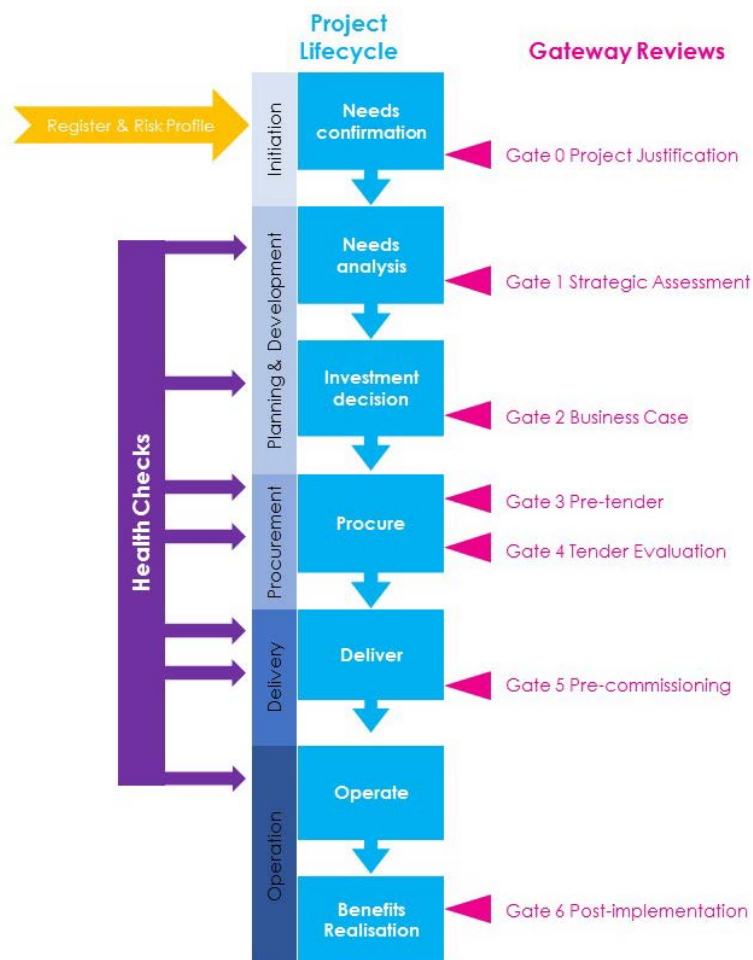 Project
Lifecycle
Gateway Reviews
Register & Risk Profile
Initiation
Needs
confirmation
Gate 0 Project Justification
Health Checks
Planning & Development
Needs
analysis
Gate 1 Strategic Assessment
Investment
decision
Gate 2 Business Case
Procurement
Procure
Gate 3 Pre-tender
Gate 4 Tender Evaluation
Delivery
Deliver
Gate 5 Pre-commissioning
Operation
Operate
Benefits
Realisation
Gate 6 Post-implementation